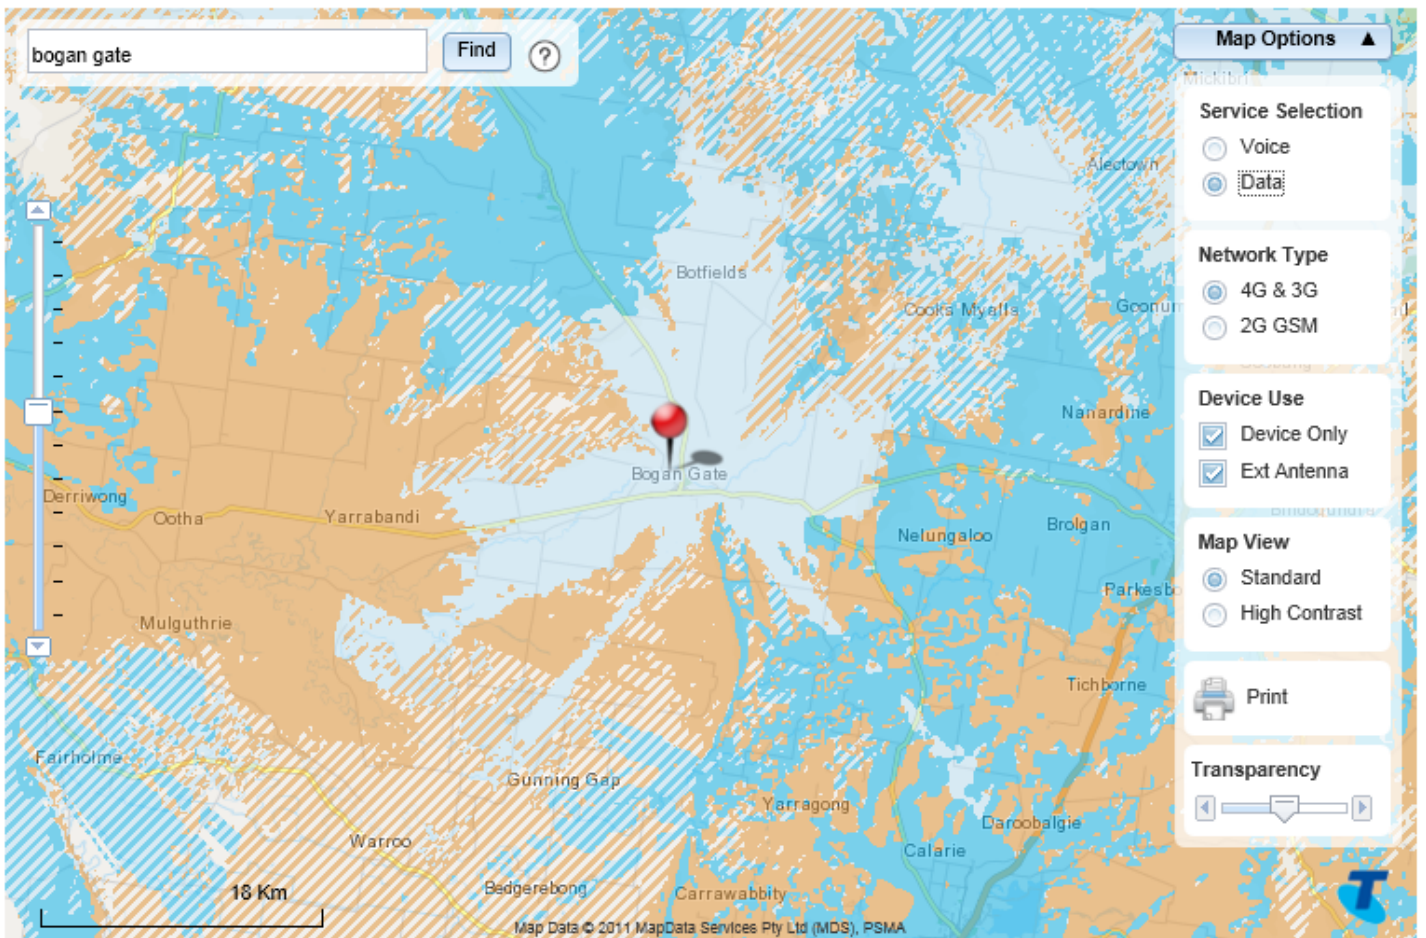 bogan gate
Find
?
Map Options ▲
Mickibri
Service Selection
Voice
Data
Alectown
Network Type
4G & 3G
2G GSM
Botfields
Cooks Myalls
Goonum
Device Use
Device Only
Ext Antenna
Nanardine
Bogan Gate
Derriwong
Ootha
Yarrabandi
Nelungaloo
Brolgan
Map View
Standard
High Contrast
Parkesbo
Mulguthrie
Tichborne
Print
Fairholme
Gunning Gap
Transparency
Yarragong
Daroobalgie
Warroo
Calarie
18 Km
Bedgerebong
Carrawabbity
Map Data © 2011 MapData Services Pty Ltd (MDS), PSMA
T